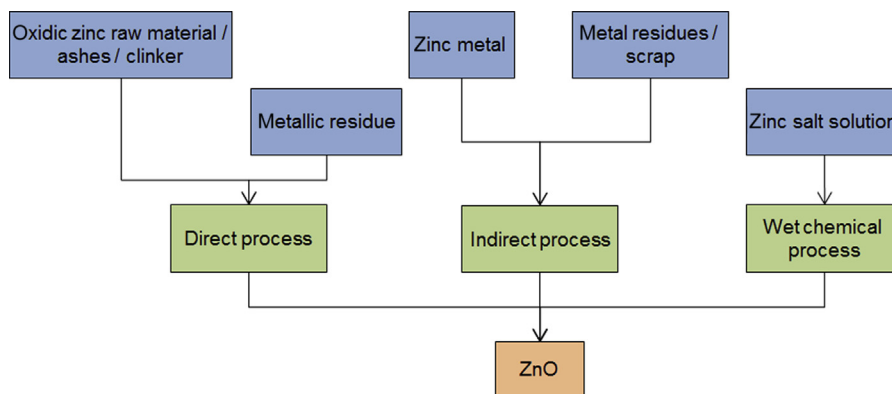 Oxidic zinc raw material /
ashes / clinker
Zinc metal
Metal residues /
scrap
Metallic residue
Zinc salt solution
Direct process
Indirect process
Wet chemical
process
ZnO